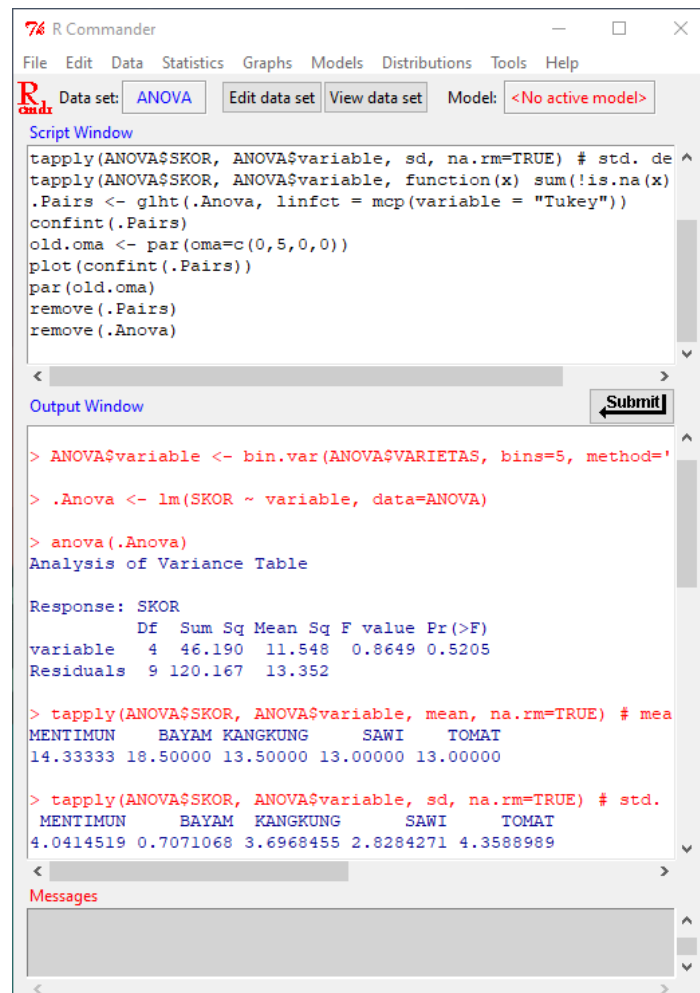 R Commander
File Edit Data Statistics Graphs Models Distributions Tools Help
R cmdr Data set: ANOVA Edit data set View data set Model: <No active model>
Script Window
tapply(ANOVA$SKOR, ANOVA$variable, sd, na.rm=TRUE) # std. de
tapply(ANOVA$SKOR, ANOVA$variable, function(x) sum(!is.na(x)
.Pairs <- glht(.Anova, linfct = mcp(variable = "Tukey"))
confint(.Pairs)
old.oma <- par(oma=c(0,5,0,0))
plot(confint(.Pairs))
par(old.oma)
remove(.Pairs)
remove(.Anova)
Output Window Submit
> ANOVA$variable <- bin.var(ANOVA$VARIETAS, bins=5, method='
> .Anova <- lm(SKOR ~ variable, data=ANOVA)
> anova(.Anova)
Analysis of Variance Table
Response: SKOR
Df Sum Sq Mean Sq F value Pr(>F)
variable 4 46.190 11.548 0.8649 0.5205
Residuals 9 120.167 13.352
> tapply(ANOVA$SKOR, ANOVA$variable, mean, na.rm=TRUE) # mea
MENTIMUN BAYAM KANGKUNG SAWI TOMAT
14.33333 18.50000 13.50000 13.00000 13.00000
> tapply(ANOVA$SKOR, ANOVA$variable, sd, na.rm=TRUE) # std.
MENTIMUN BAYAM KANGKUNG SAWI TOMAT
4.0414519 0.7071068 3.6968455 2.8284271 4.3588989
Messages